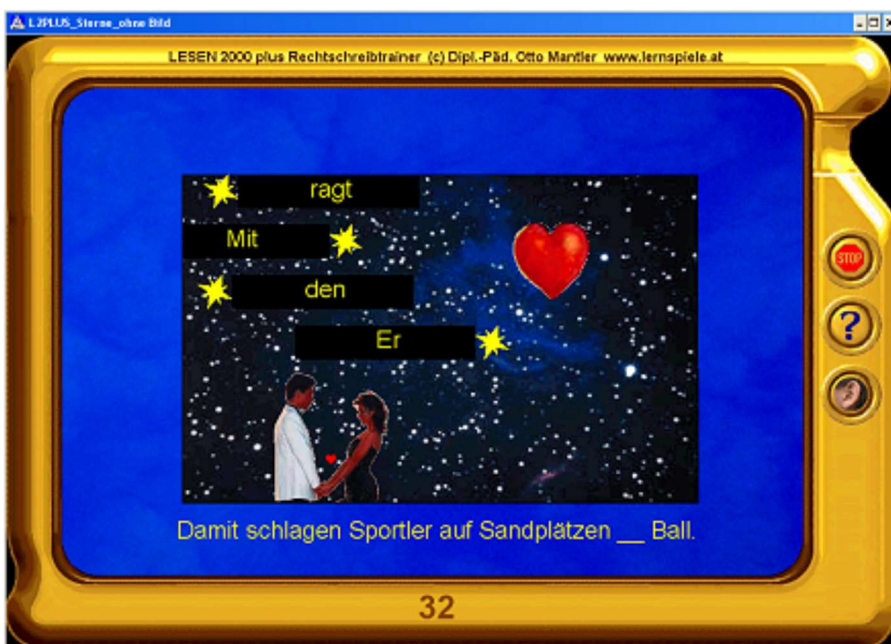 L2PLUS_Sterne_ohne Bild
LESEN 2000 plus Rechtschreibtrainer (c) Dipl.-Päd. Otto Mantler www.lernspiele.at
ragt
Mit
den
Er
STOP
?
Damit schlagen Sportler auf Sandplätzen __ Ball.
32